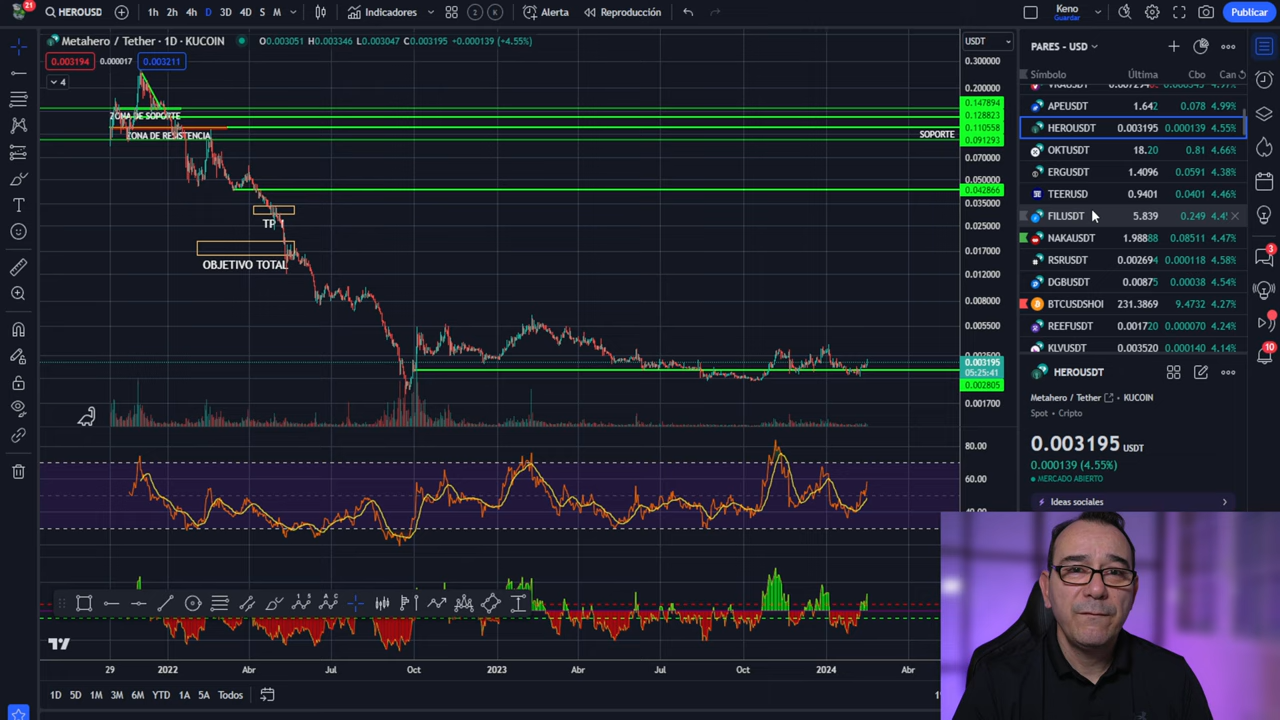 21
HEROUSD
1h 2h 4h D 3D 4D S M
Indicadores
2
K
Alerta
Reproducción
Keno
Guardar
Publicar
Metahero / Tether · 1D · KUCOIN
O0.003051 H0.003346 L0.003047 C0.003195 +0.000139 (+4.55%)
0.003194 0.000017 0.003211
4
ZONA DE SOPORTE
ZONA DE RESISTENCIA
SOPORTE
TP 1
OBJETIVO TOTAL
USDT
0.300000
0.200000
0.147894
0.128823
0.110558
0.091293
0.070000
0.050000
0.042866
0.035000
0.025000
0.017000
0.012000
0.008000
0.005500
0.003195
05:25:41
0.002805
0.001700
80.00
60.00
29 2022 Abr Jul Oct 2023 Abr Jul Oct 2024 Abr
1D 5D 1M 3M 6M YTD 1A 5A Todos
PARES - USD
Símbolo Última Cbo Can
APEUSDT 1.642 0.078 4.99%
HEROUSDT 0.003195 0.000139 4.55%
OKTUSDT 18.20 0.81 4.66%
ERGUSDT 1.4096 0.0591 4.38%
TEERUSD 0.9401 0.0401 4.46%
FILUSDT 5.839 0.249
NAKAUSDT 1.98888 0.08511 4.47%
RSRUSDT 0.002694 0.000118 4.58%
DGBUSDT 0.00875 0.00038 4.54%
BTCUSDSHOI 231.3869 9.4732 4.27%
REEFUSDT 0.001720 0.000070 4.24%
KLVUSDT 0.003520 0.000140 4.14%
HEROUSDT
Metahero / Tether · KUCOIN
Spot · Cripto
0.003195 USDT
0.000139 (4.55%)
MERCADO ABIERTO
Ideas sociales
3
10